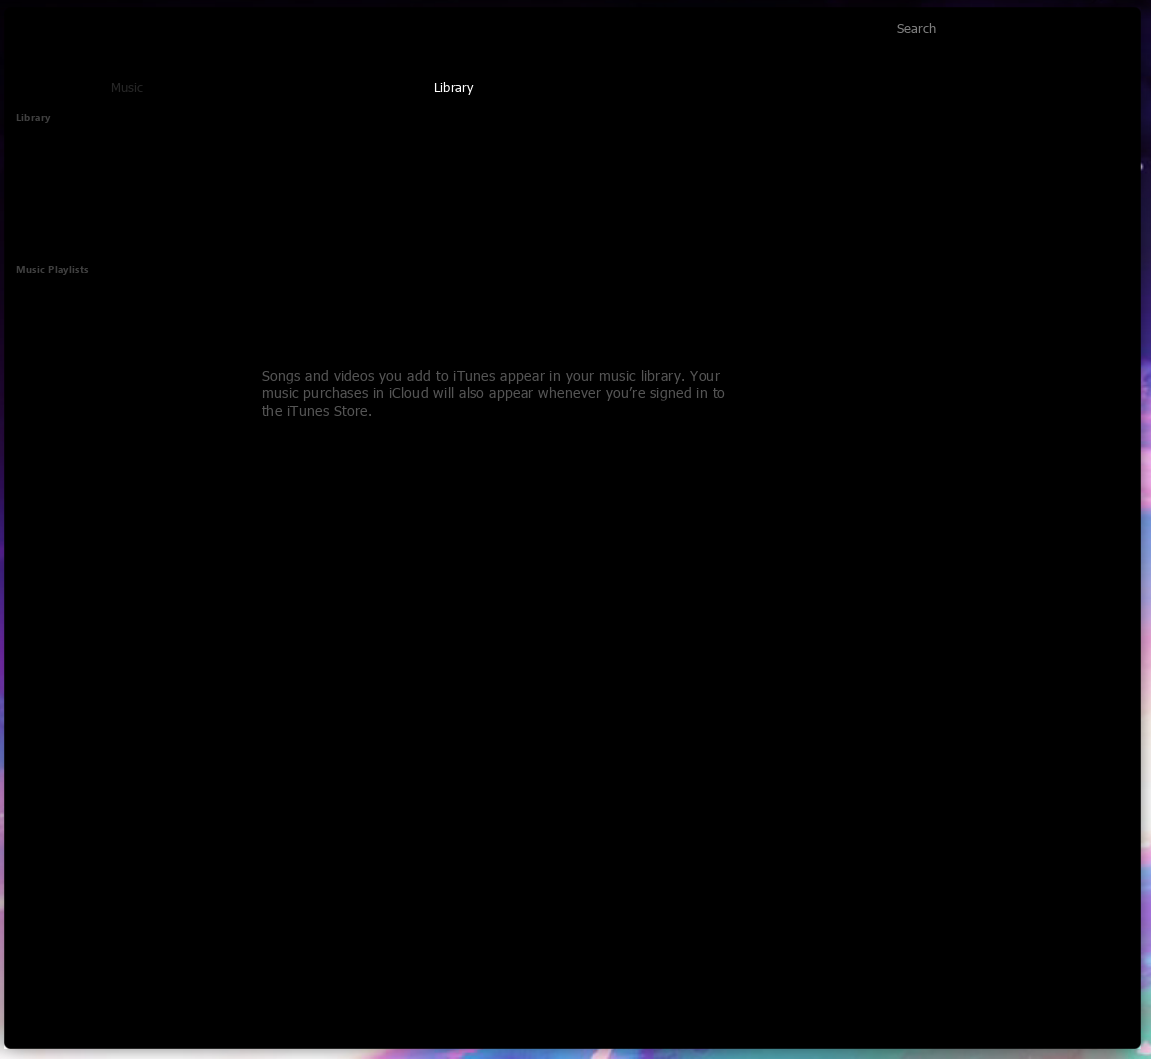 Search
Music
Library
Library
Music Playlists
Songs and videos you add to iTunes appear in your music library. Your
music purchases in iCloud will also appear whenever you’re signed in to
the iTunes Store.